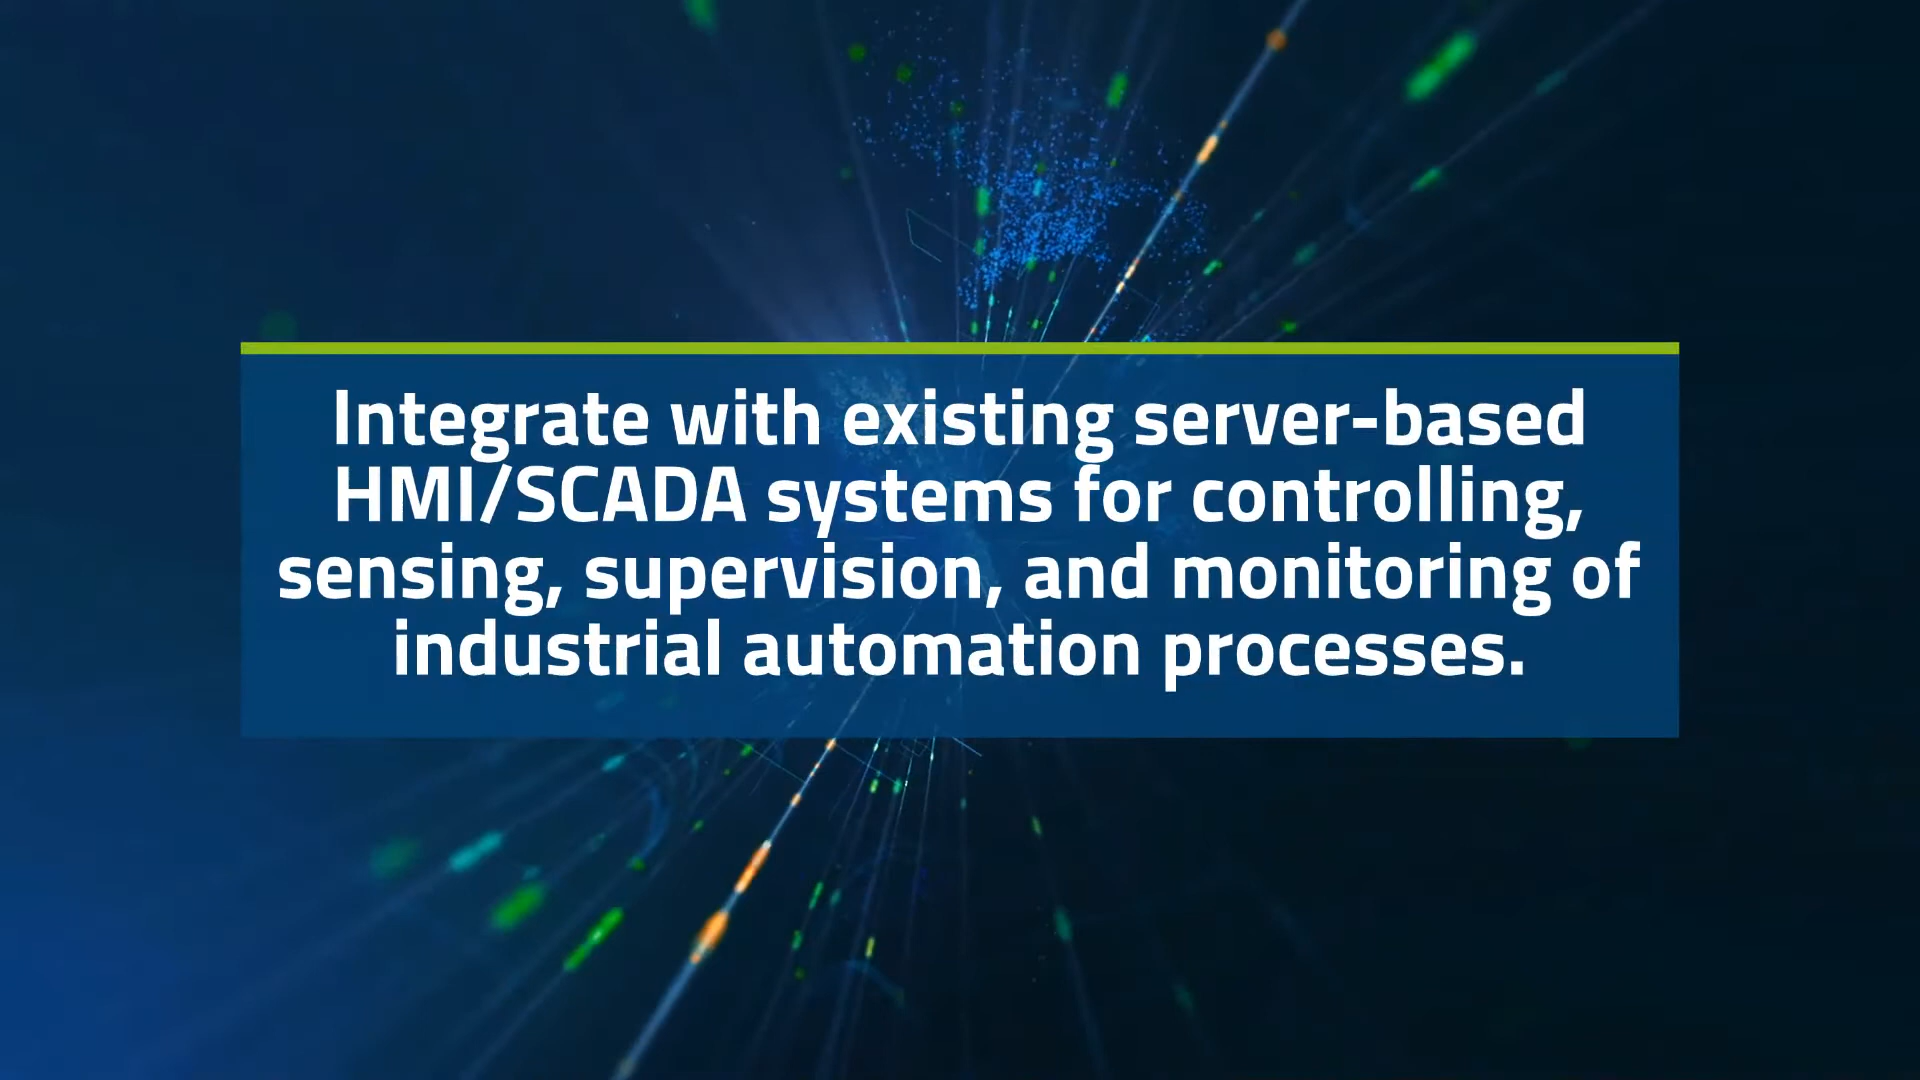 Integrate with existing server-based
HMI/SCADA systems for controlling,
sensing, supervision, and monitoring of
industrial automation processes.